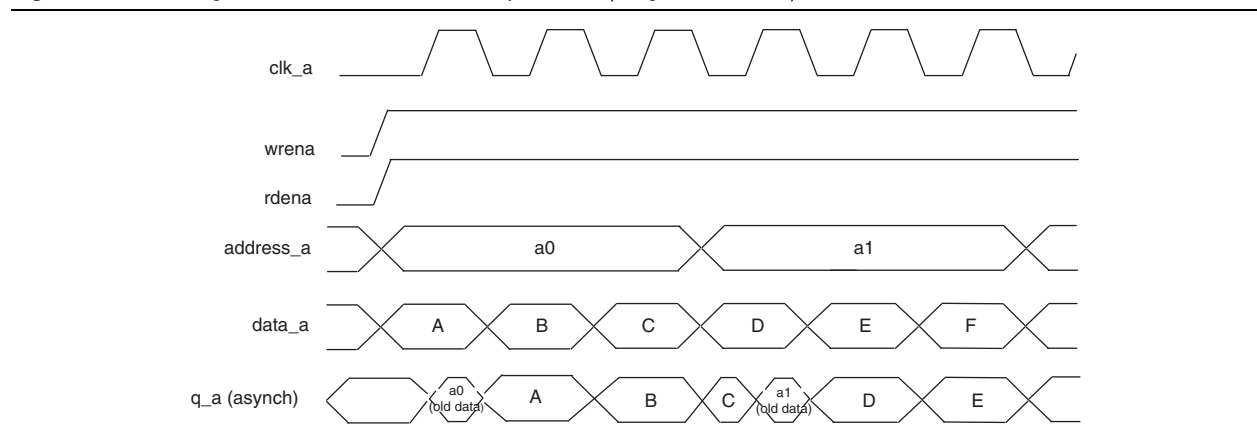 clk_a
wrena
rdena
address_a
a0
a1
data_a
A
B
C
D
E
F
q_a (asynch)
a0
(old data)
A
B
C
a1
(old data)
D
E